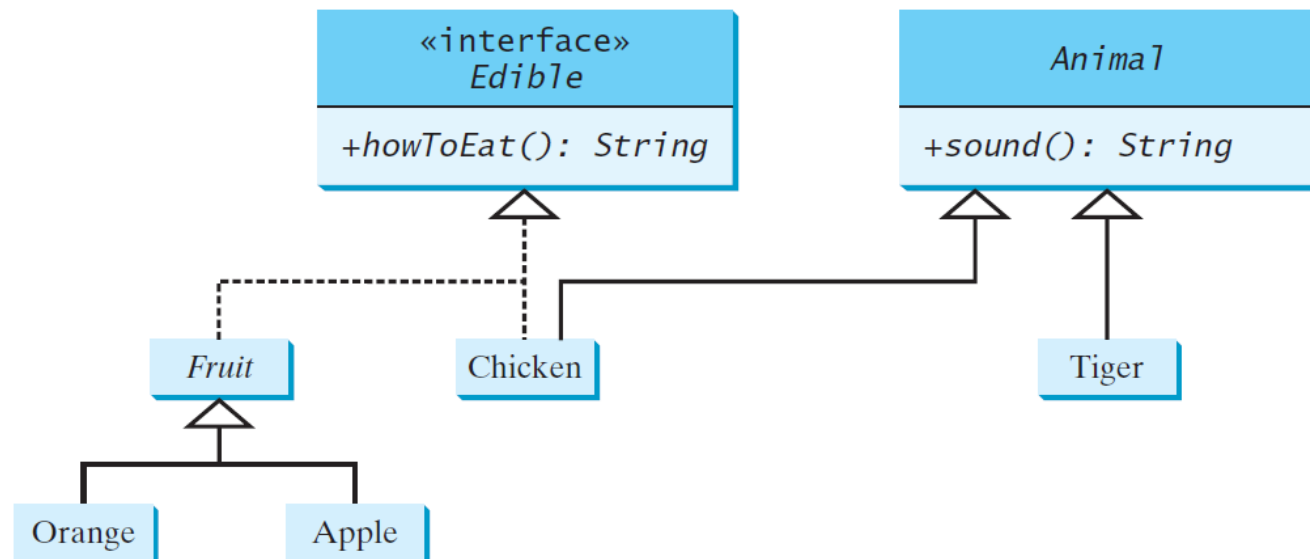 «interface»
Edible
+howToEat(): String
Animal
+sound(): String
Fruit
Chicken
Tiger
Orange
Apple